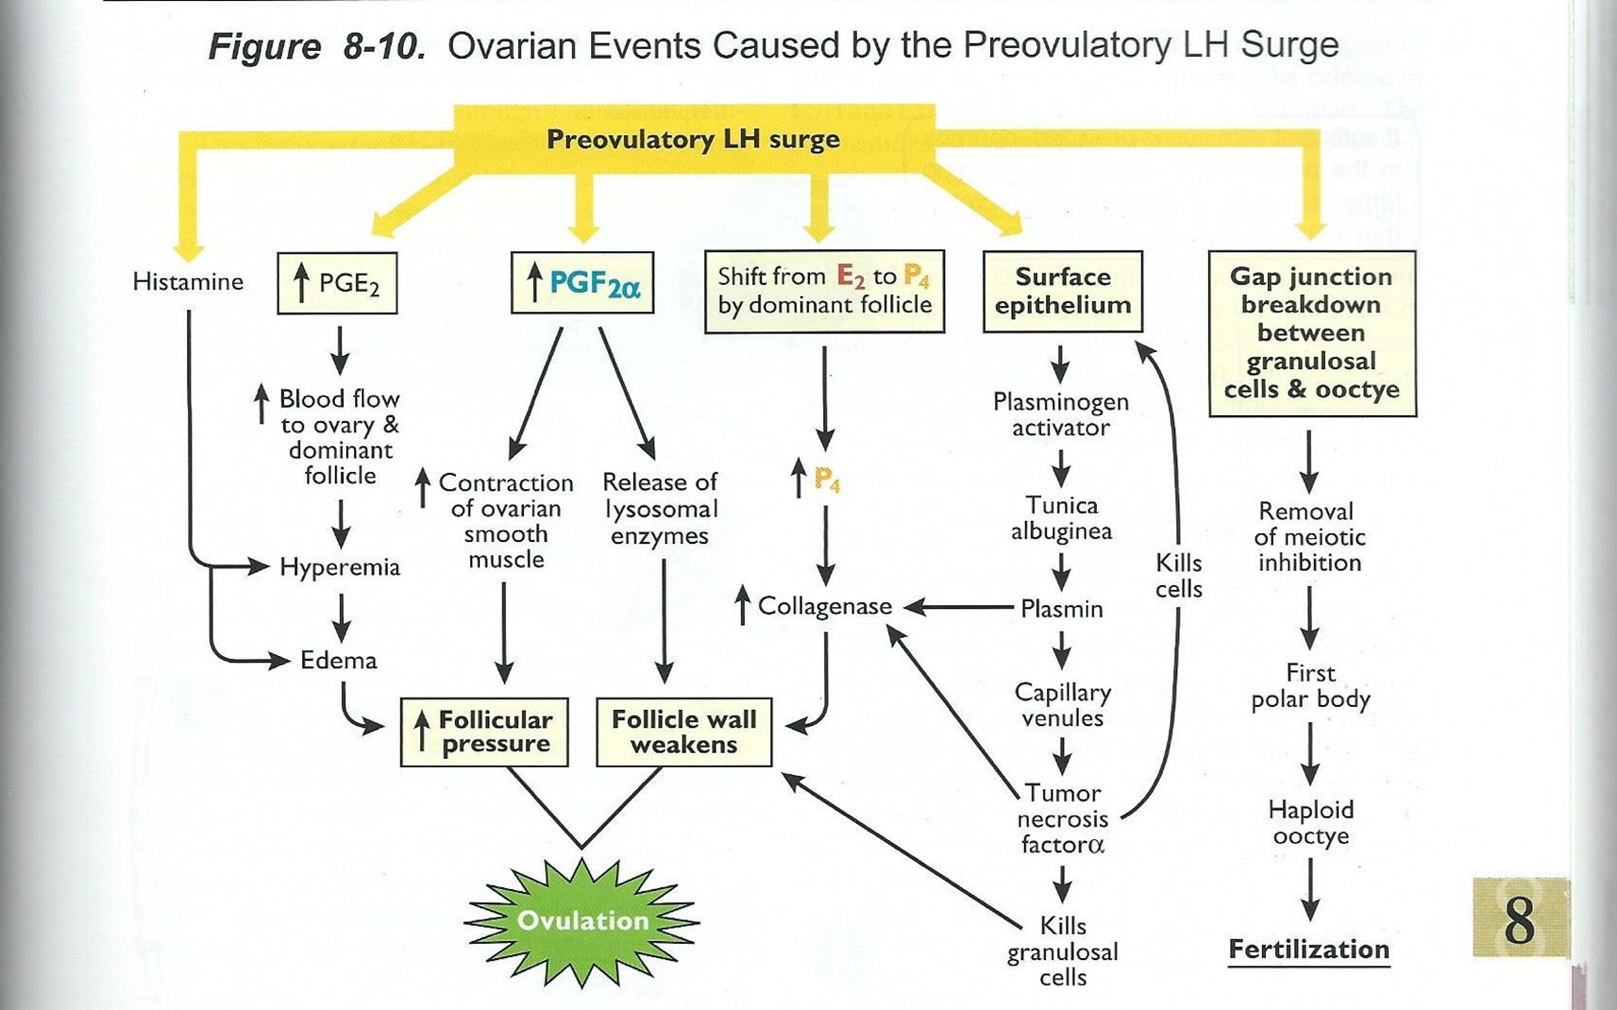 Figure 8-10. Ovarian Events Caused by the Preovulatory LH Surge
Preovulatory LH surge
Histamine
PGE2
Blood flow
to ovary &
dominant
follicle
Hyperemia
Edema
PGF2α
Contraction
of ovarian
smooth
muscle
Release of
lysosomal
enzymes
Follicular
pressure
Follicle wall
weakens
Ovulation
Shift from E2 to P4
by dominant follicle
P4
Collagenase
Surface
epithelium
Plasminogen
activator
Tunica
albuginea
Plasmin
Capillary
venules
Tumor
necrosis
factorα
Kills
granulosal
cells
Kills
cells
Gap junction
breakdown
between
granulosal
cells & ooctye
Removal
of meiotic
inhibition
First
polar body
Haploid
ooctye
Fertilization
8